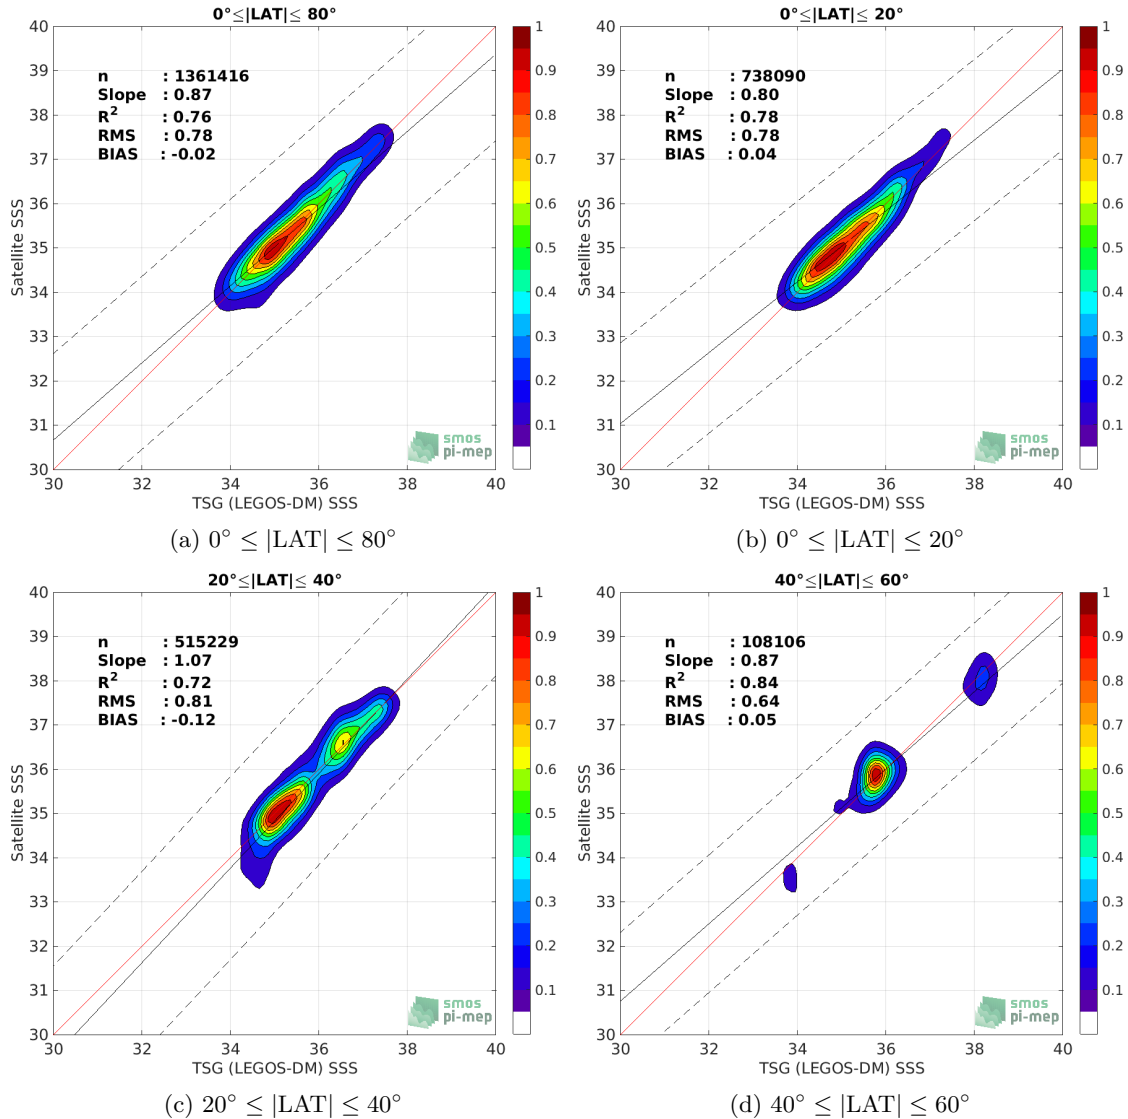 0°≤|LAT|≤ 80°
n : 1361416
Slope : 0.87
R² : 0.76
RMS : 0.78
BIAS : -0.02
Satellite SSS
40
39
38
37
36
35
34
33
32
31
30
30 32 34 36 38 40
TSG (LEGOS-DM) SSS
1
0.9
0.8
0.7
0.6
0.5
0.4
0.3
0.2
0.1
smos
pi-mep
(a) 0° ≤ |LAT| ≤ 80°
0°≤|LAT|≤ 20°
n : 738090
Slope : 0.80
R² : 0.78
RMS : 0.78
BIAS : 0.04
Satellite SSS
40
39
38
37
36
35
34
33
32
31
30
30 32 34 36 38 40
TSG (LEGOS-DM) SSS
1
0.9
0.8
0.7
0.6
0.5
0.4
0.3
0.2
0.1
smos
pi-mep
(b) 0° ≤ |LAT| ≤ 20°
20°≤|LAT|≤ 40°
n : 515229
Slope : 1.07
R² : 0.72
RMS : 0.81
BIAS : -0.12
Satellite SSS
40
39
38
37
36
35
34
33
32
31
30
30 32 34 36 38 40
TSG (LEGOS-DM) SSS
1
0.9
0.8
0.7
0.6
0.5
0.4
0.3
0.2
0.1
smos
pi-mep
(c) 20° ≤ |LAT| ≤ 40°
40°≤|LAT|≤ 60°
n : 108106
Slope : 0.87
R² : 0.84
RMS : 0.64
BIAS : 0.05
Satellite SSS
40
39
38
37
36
35
34
33
32
31
30
30 32 34 36 38 40
TSG (LEGOS-DM) SSS
1
0.9
0.8
0.7
0.6
0.5
0.4
0.3
0.2
0.1
smos
pi-mep
(d) 40° ≤ |LAT| ≤ 60°